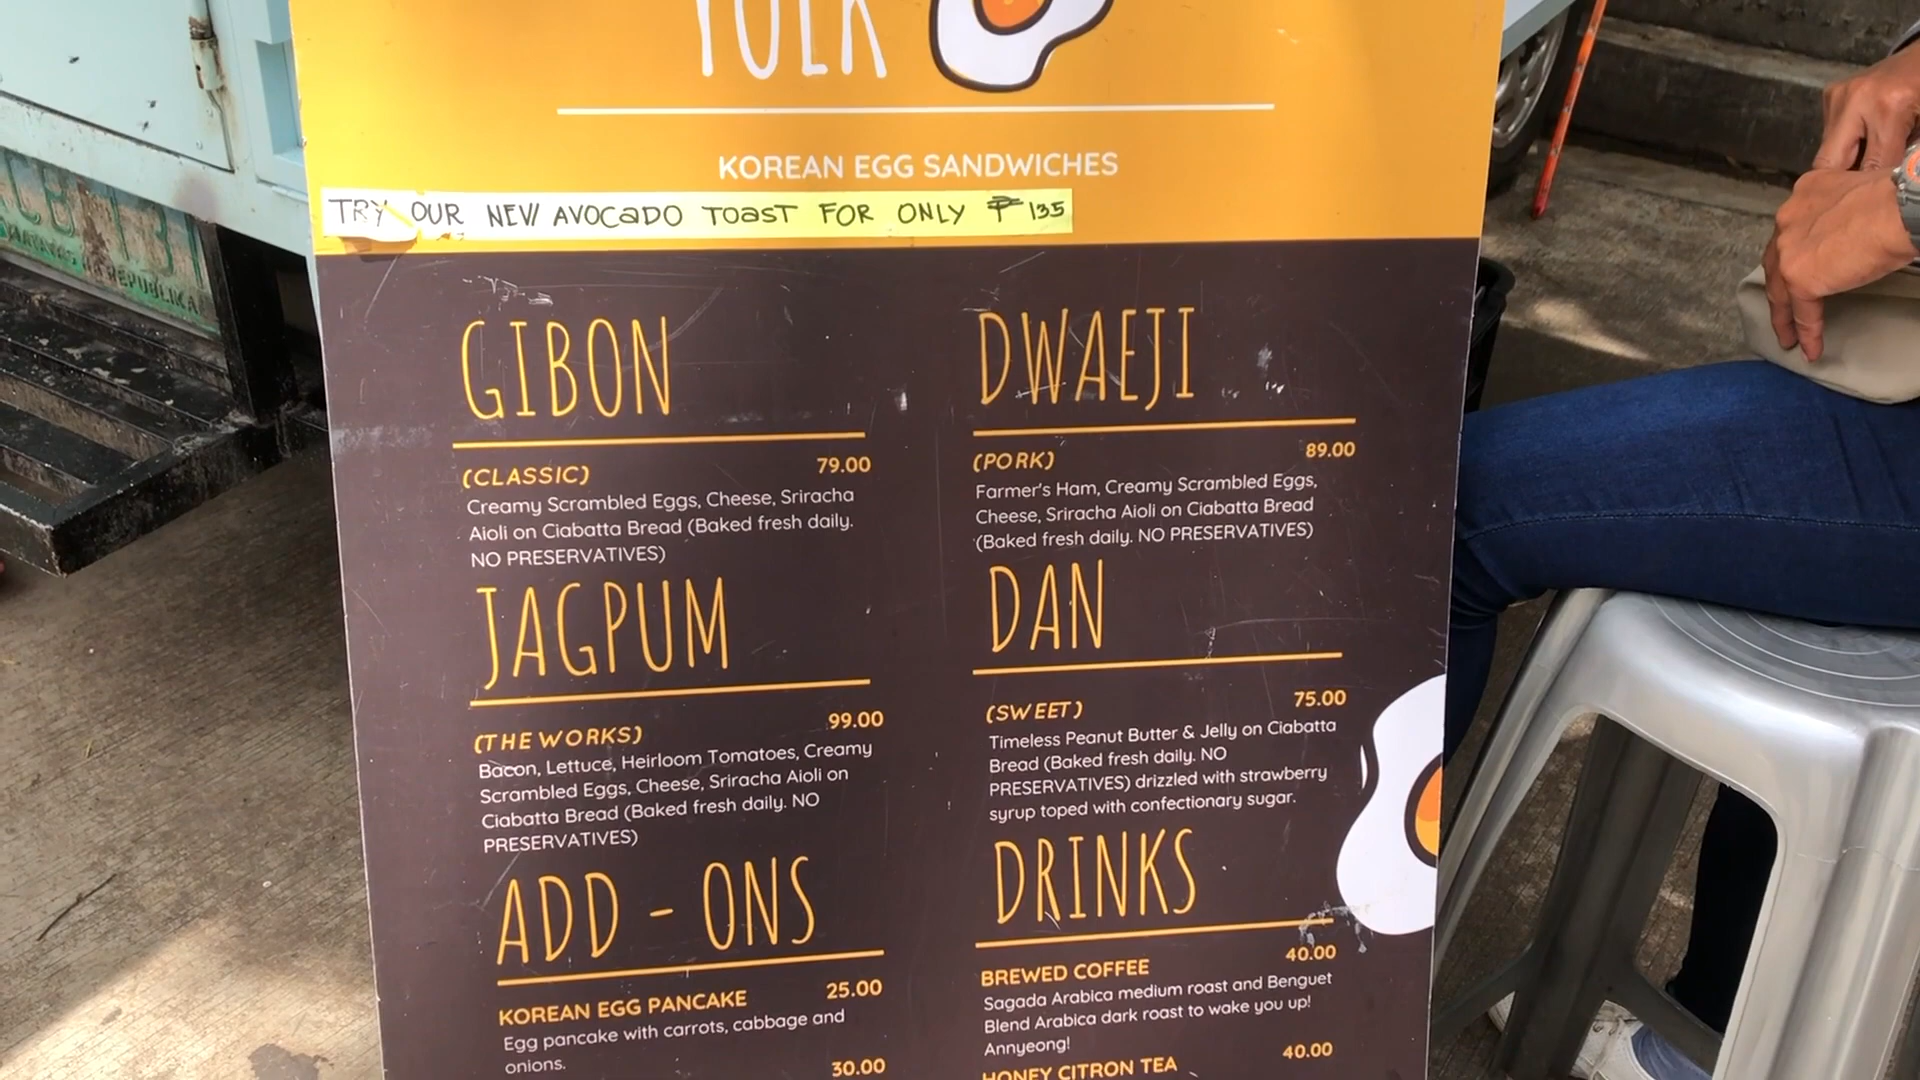 YOLK
KOREAN EGG SANDWICHES
TRY OUR NEW AVOCADO TOAST FOR ONLY ₱135
GIBON
(CLASSIC) 79.00
Creamy Scrambled Eggs, Cheese, Sriracha
Aioli on Ciabatta Bread (Baked fresh daily.
NO PRESERVATIVES)
JAGPUM
(THE WORKS) 99.00
Bacon, Lettuce, Heirloom Tomatoes, Creamy
Scrambled Eggs, Cheese, Sriracha Aioli on
Ciabatta Bread (Baked fresh daily. NO
PRESERVATIVES)
ADD - ONS
KOREAN EGG PANCAKE 25.00
Egg pancake with carrots, cabbage and
onions.
30.00
DWAEJI
(PORK) 89.00
Farmer's Ham, Creamy Scrambled Eggs,
Cheese, Sriracha Aioli on Ciabatta Bread
(Baked fresh daily. NO PRESERVATIVES)
DAN
(SWEET) 75.00
Timeless Peanut Butter & Jelly on Ciabatta
Bread (Baked fresh daily. NO
PRESERVATIVES) drizzled with strawberry
syrup toped with confectionary sugar.
DRINKS
BREWED COFFEE 40.00
Sagada Arabica medium roast and Benguet
Blend Arabica dark roast to wake you up!
Annyeong!
HONEY CITRON TEA 40.00